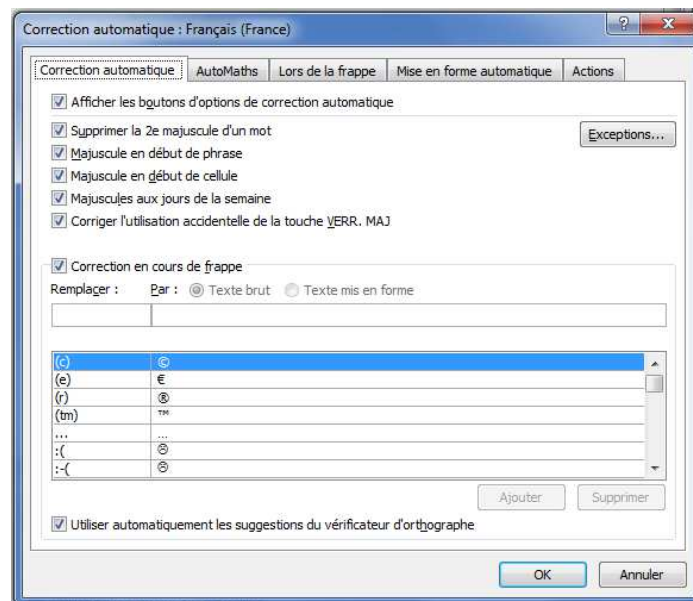 Correction automatique : Français (France)
Correction automatique AutoMaths Lors de la frappe Mise en forme automatique Actions
Afficher les boutons d'options de correction automatique
Supprimer la 2e majuscule d'un mot Exceptions...
Majuscule en début de phrase
Majuscule en début de cellule
Majuscules aux jours de la semaine
Corriger l'utilisation accidentelle de la touche VERR. MAJ
Correction en cours de frappe
Remplacer : Par : Texte brut Texte mis en forme
(c) ©
(e) €
(r) ®
(tm) ™
... …
:( ☹
:-( ☹
Ajouter Supprimer
Utiliser automatiquement les suggestions du vérificateur d'orthographe
OK Annuler